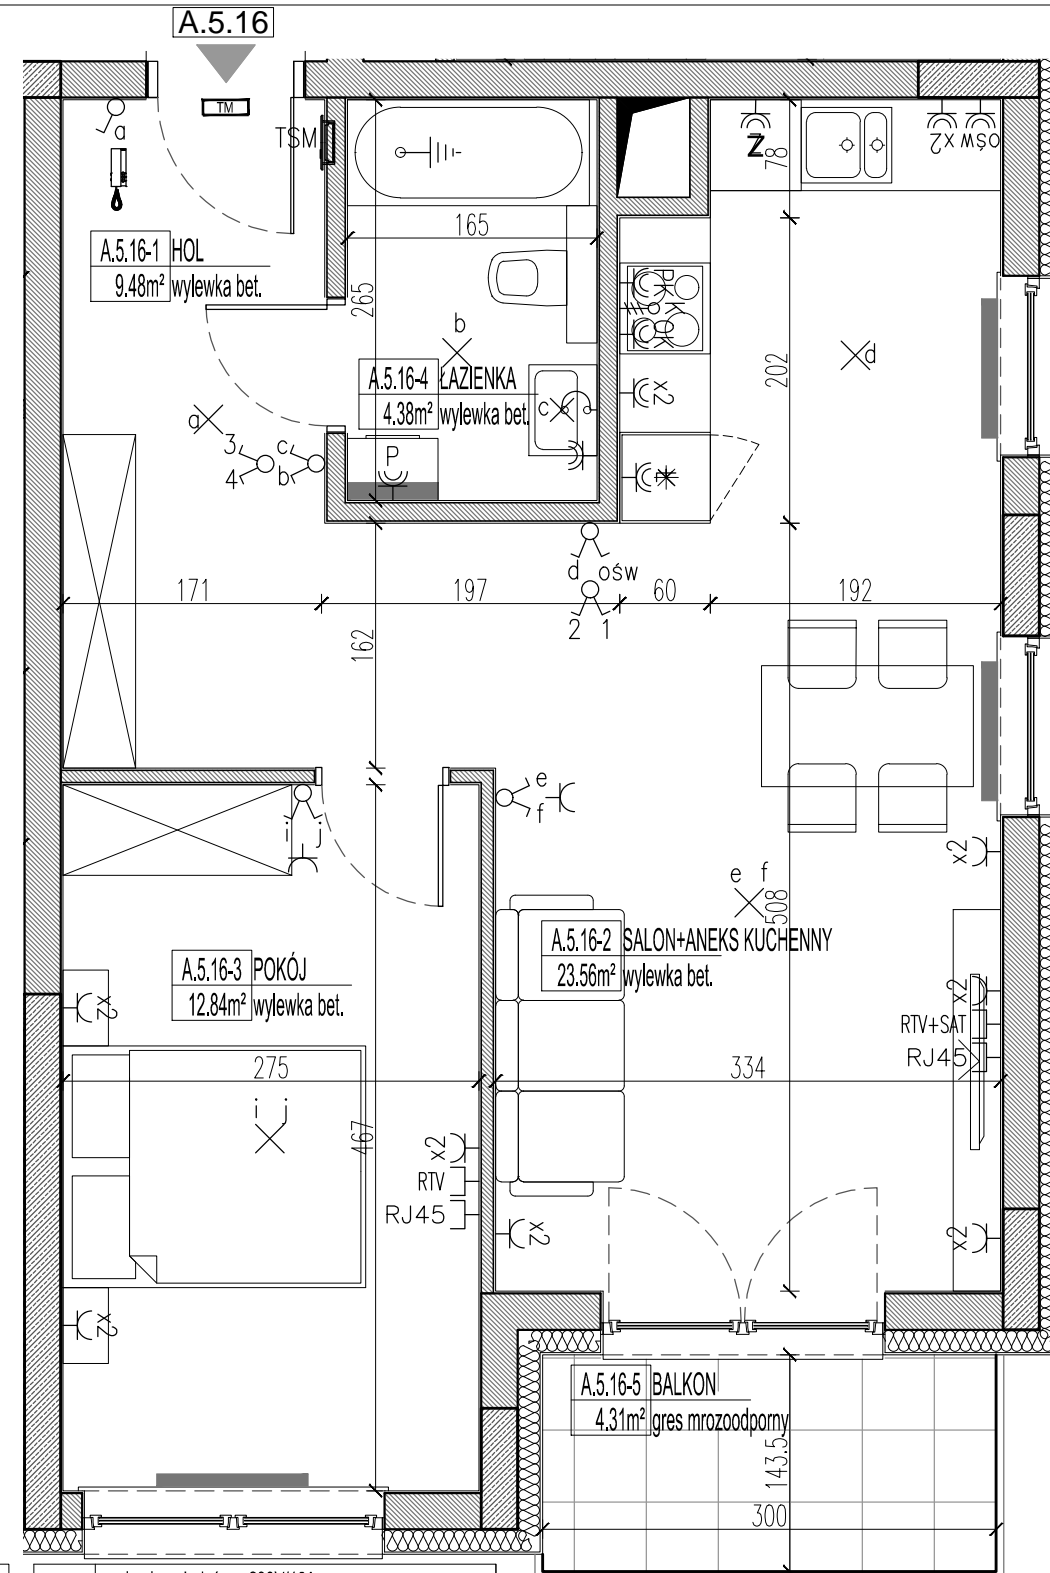 A.5.16
TM
a
TSM
Z
x2
ośw
78
165
A.5.16-1 HOL
9.48m² wylewka bet.
265
b
PK
K
OK
202
d
A.5.16-4 ŁAZIENKA
4.38m² wylewka bet.
c
x2
a
3
4
c
b
P
d ośw
2 1
171
197
60
192
162
e
f
i
j
x2
e f
508
A.5.16-2 SALON+ANEKS KUCHENNY
23.56m² wylewka bet.
A.5.16-3 POKÓJ
12.84m² wylewka bet.
x2
x2
RTV+SAT
RJ45
275
334
i
j
467
x2
RTV
RJ45
x2
x2
x2
A.5.16-5 BALKON
4.31m² gres mrozoodporny
143.5
300